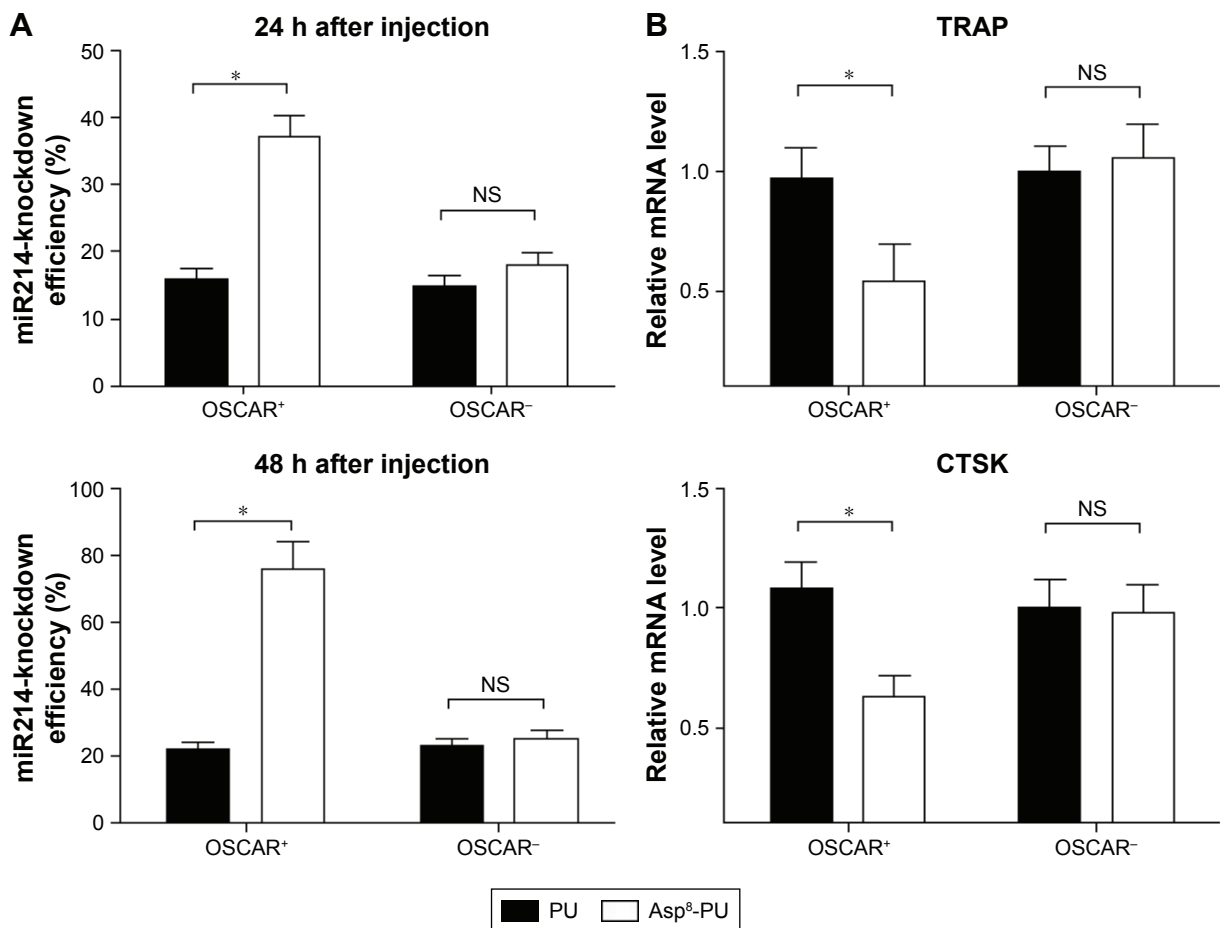 A
24 h after injection
miR214-knockdown
efficiency (%)
50
40
30
20
10
0
*
NS
OSCAR⁺
OSCAR⁻
B
TRAP
Relative mRNA level
1.5
1.0
0.5
*
NS
OSCAR⁺
OSCAR⁻
48 h after injection
miR214-knockdown
efficiency (%)
100
80
60
40
20
0
*
NS
OSCAR⁺
OSCAR⁻
CTSK
Relative mRNA level
1.5
1.0
0.5
*
NS
OSCAR⁺
OSCAR⁻
PU
Asp⁸-PU